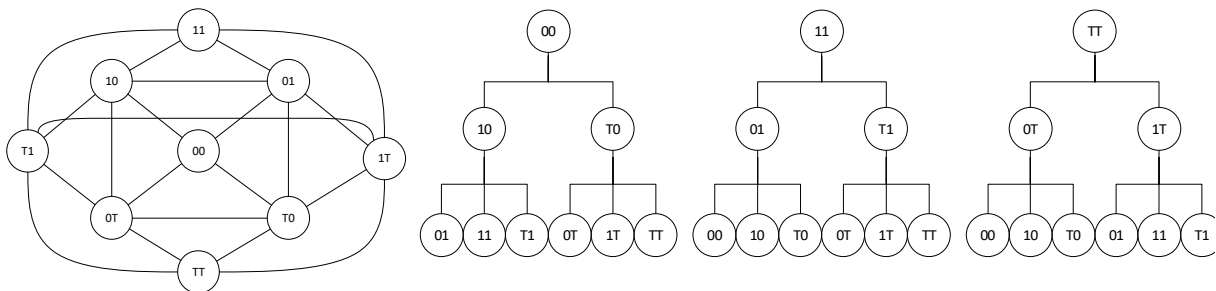 11
10 01
T1 00 1T
0T T0
TT
00
10 T0
01 11 T1 0T 1T TT
11
01 T1
00 10 T0 0T 1T TT
TT
0T 1T
00 10 T0 01 11 T1